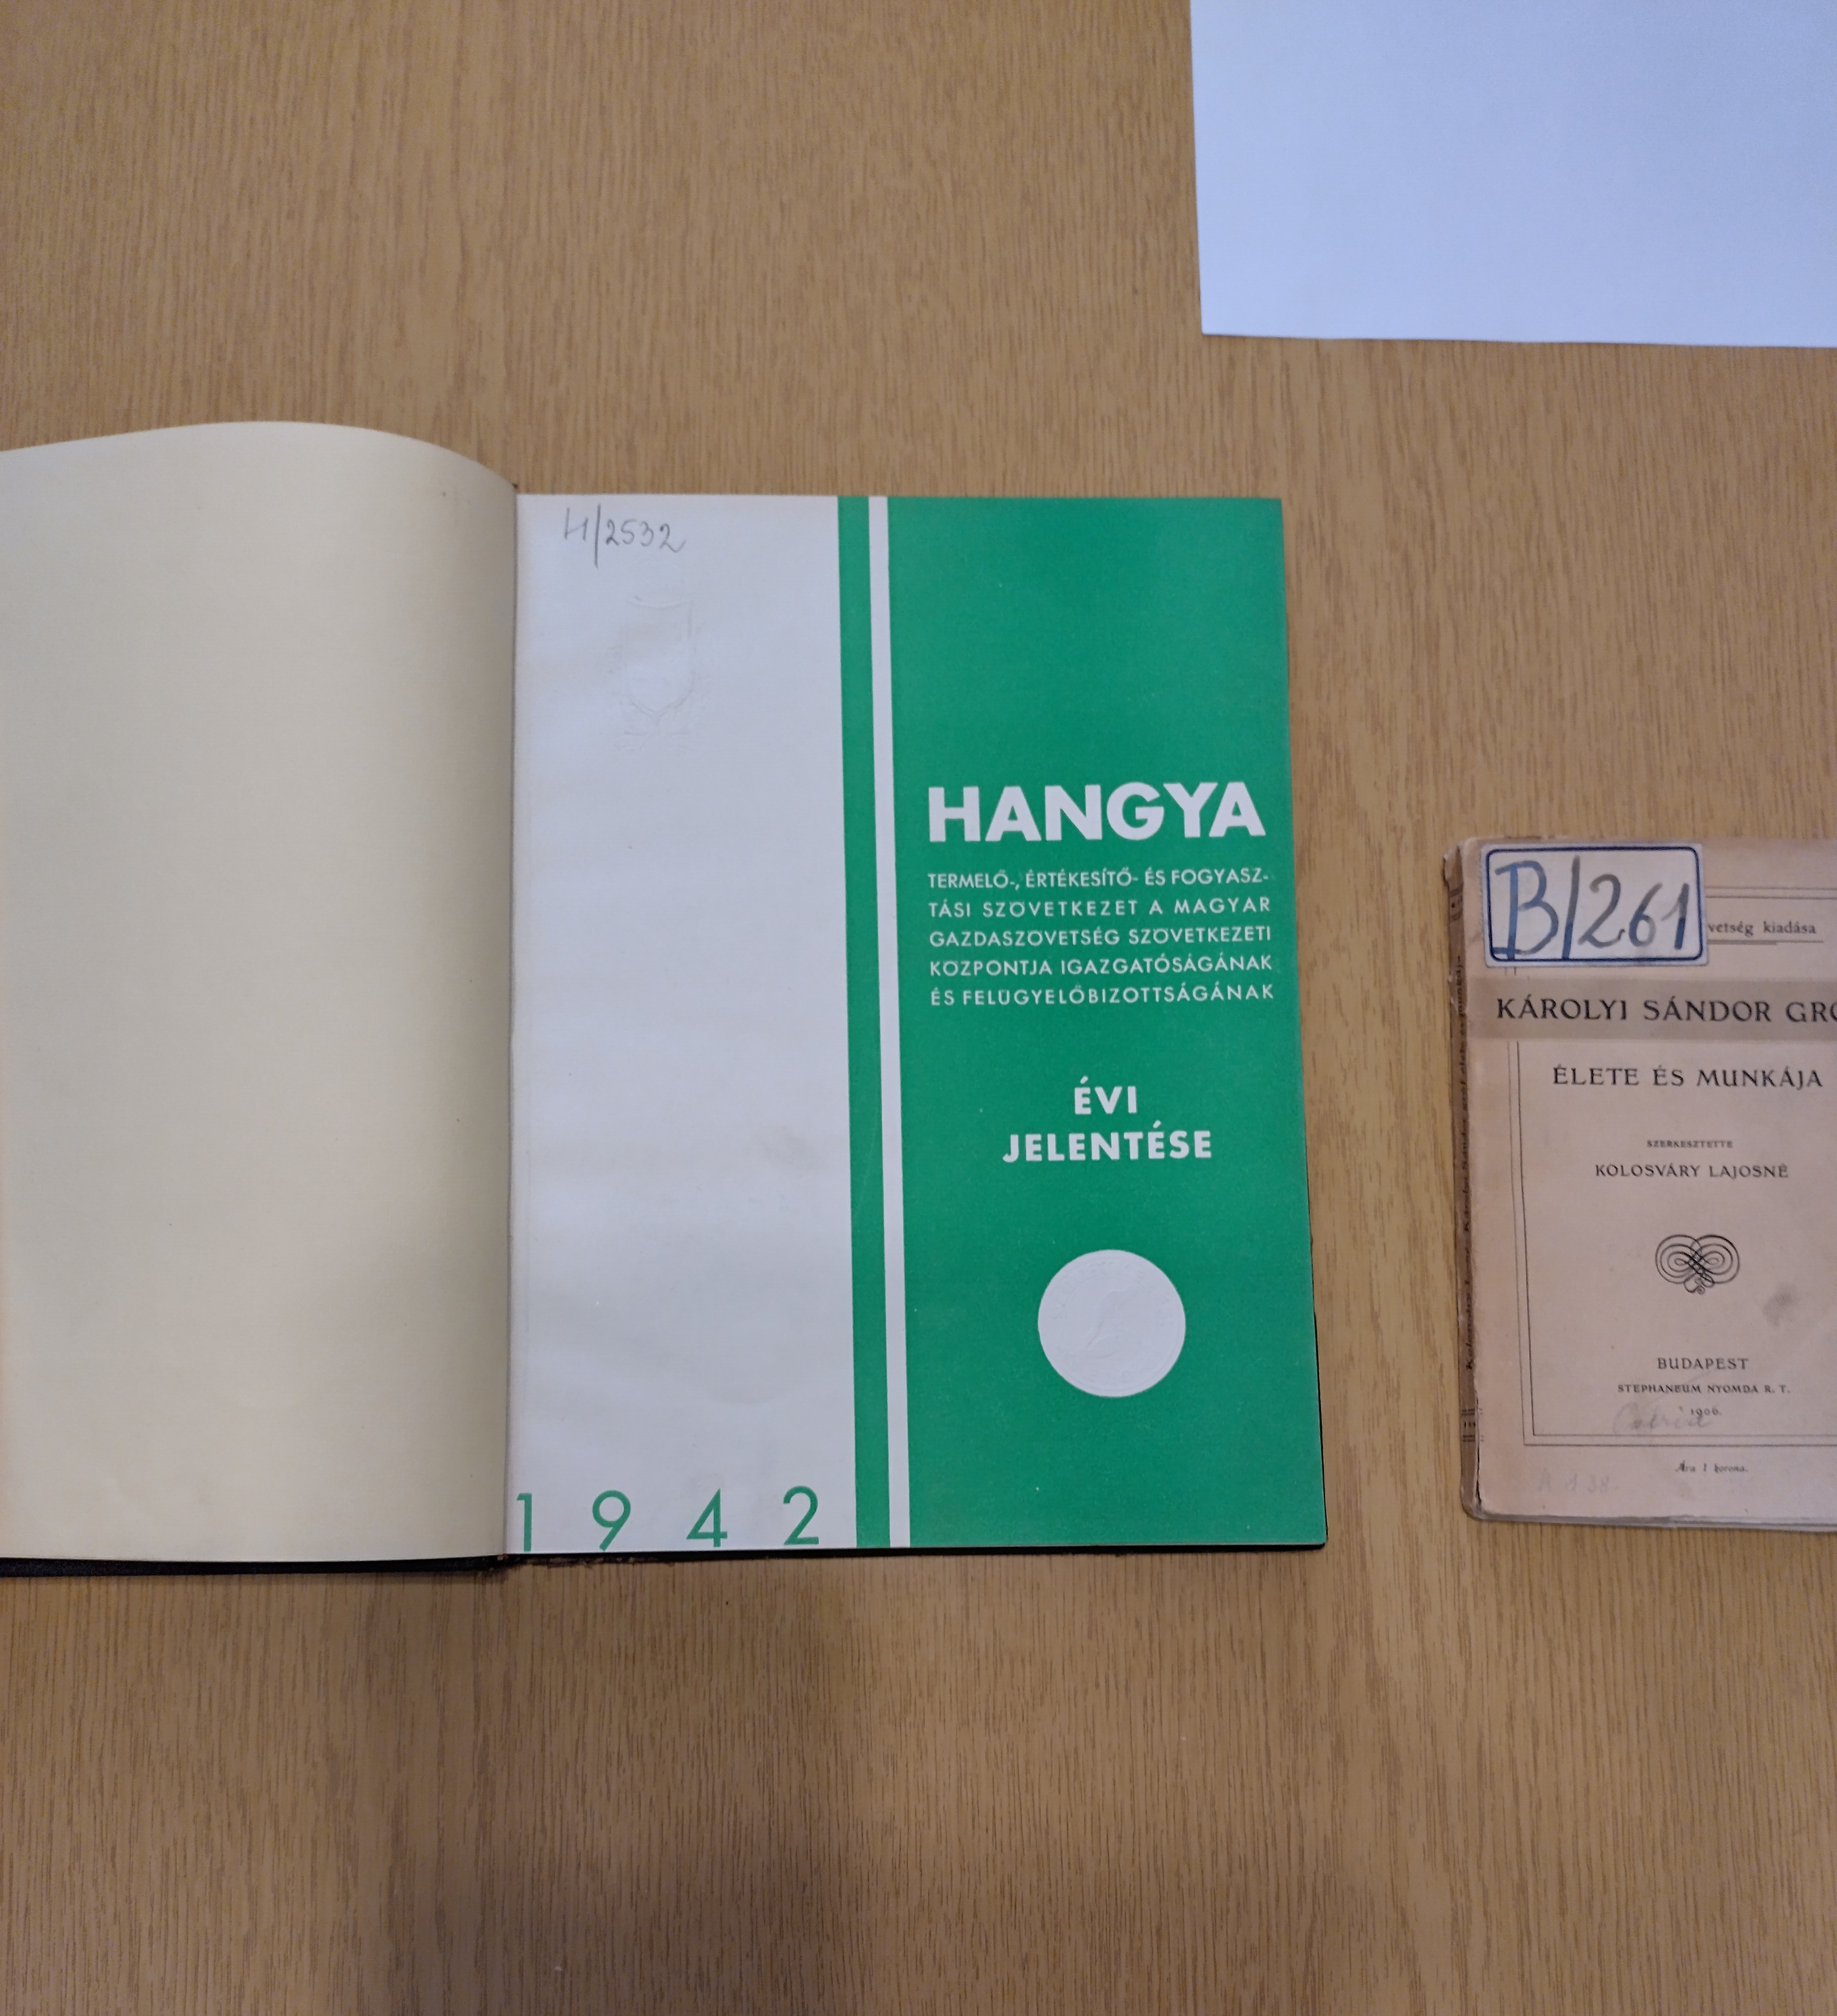 H/2532
HANGYA
TERMELŐ-, ÉRTÉKESÍTŐ- ÉS FOGYASZ-
TÁSI SZÖVETKEZET A MAGYAR
GAZDASZÖVETSÉG SZÖVETKEZETI
KÖZPONTJA IGAZGATÓSÁGÁNAK
ÉS FELÜGYELŐBIZOTTSÁGÁNAK
ÉVI
JELENTÉSE
1942
B/261
vetség kiadása
KÁROLYI SÁNDOR GRÓ
ÉLETE ÉS MUNKÁJA
SZERKESZTETTE
KOLOSVÁRY LAJOSNÉ
BUDAPEST
STEPHANEUM NYOMDA R. T.
1906.
Ára 1 korona.